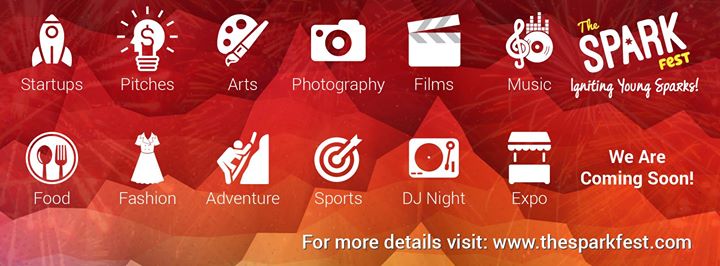 Startups
Pitches
Arts
Photography
Films
Music
The
SPARK
FEST
Igniting Young Sparks!
Food
Fashion
Adventure
Sports
DJ Night
Expo
We Are
Coming Soon!
For more details visit: www.thesparkfest.com